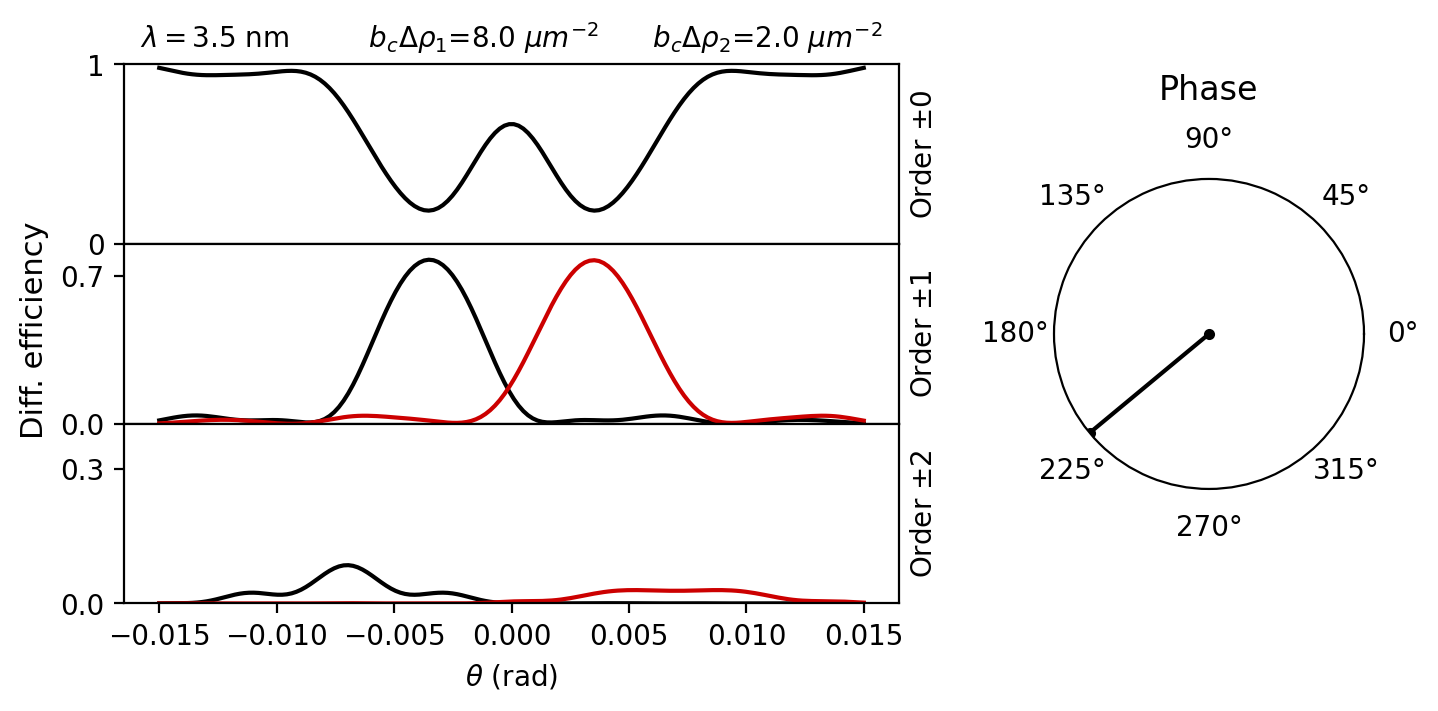 λ = 3.5 nm b_cΔρ_1=8.0 μm^−2 b_cΔρ_2=2.0 μm^−2
Diff. efficiency
1
0
Order ±0
0.7
0.0
Order ±1
0.3
0.0
Order ±2
−0.015 −0.010 −0.005 0.000 0.005 0.010 0.015
θ (rad)
Phase
90°
135° 45°
180° 0°
225° 315°
270°